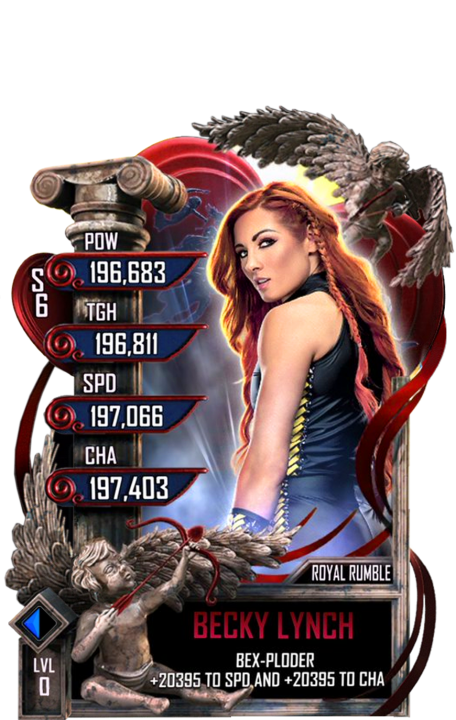 POW
196,683
S
6
TGH
196,811
SPD
197,066
CHA
197,403
ROYAL RUMBLE
BECKY LYNCH
BEX-PLODER
+20395 TO SPD AND +20395 TO CHA
LVL
0